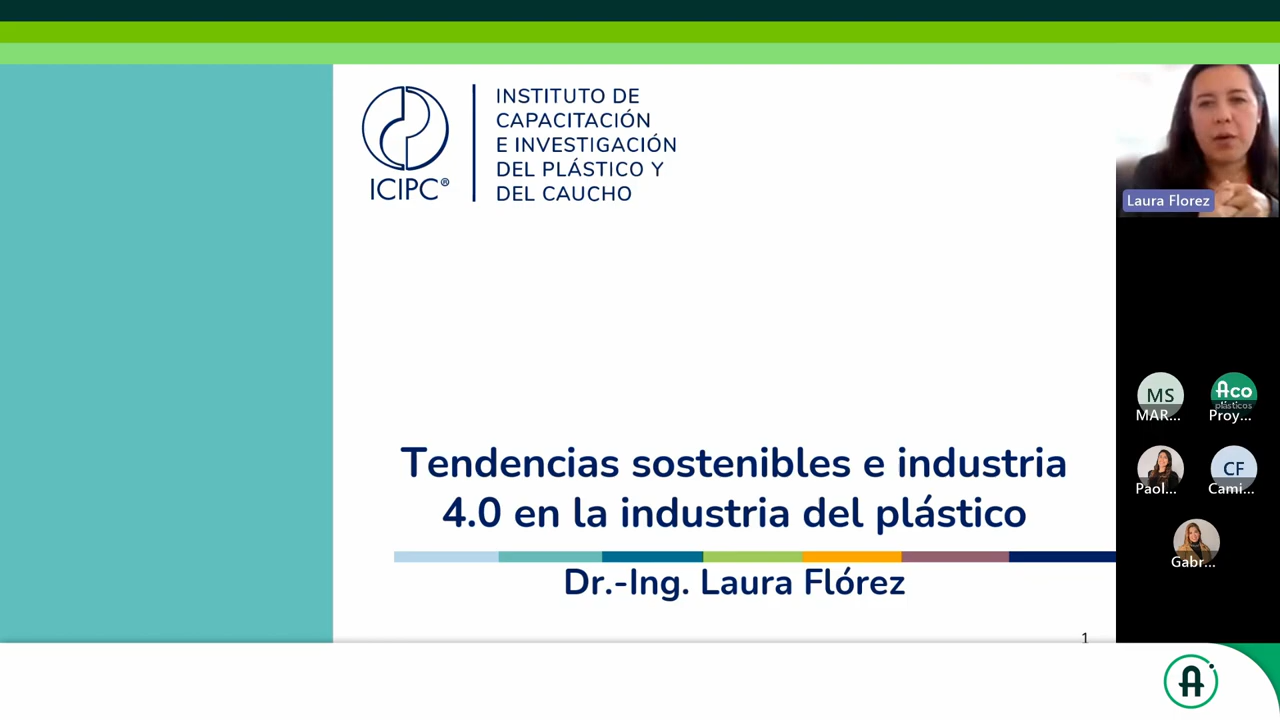 ICIPC®
INSTITUTO DE
CAPACITACIÓN
E INVESTIGACIÓN
DEL PLÁSTICO Y
DEL CAUCHO
Tendencias sostenibles e industria
4.0 en la industria del plástico
Dr.-Ing. Laura Flórez
1
Laura Florez
MS
MAR...
Aco
plásticos
Proy...
Paol...
CF
Cami...
Gabr...
A